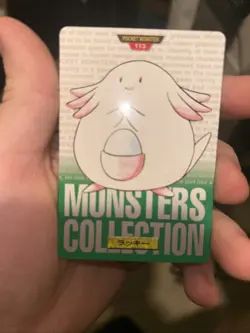 POCKET MONSTERS
113
MONSTERS
COLLECTION
ラッキー